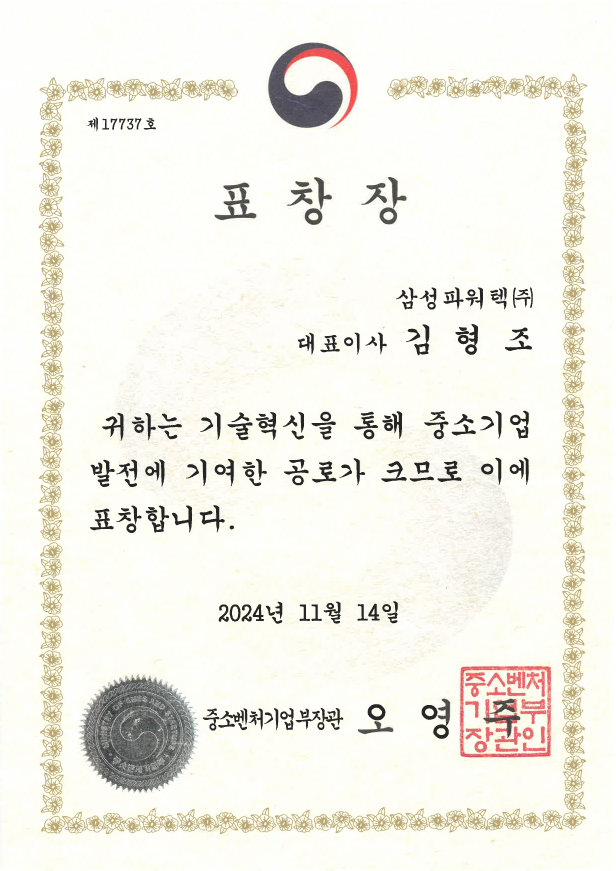 제17737호
표 창 장
삼성파워텍㈜
대표이사 김 형 조
귀하는 기술혁신을 통해 중소기업
발전에 기여한 공로가 크므로 이에
표창합니다.
2024년 11월 14일
중소벤처기업부장관 오 영 주
중소벤처
기업부
장관인